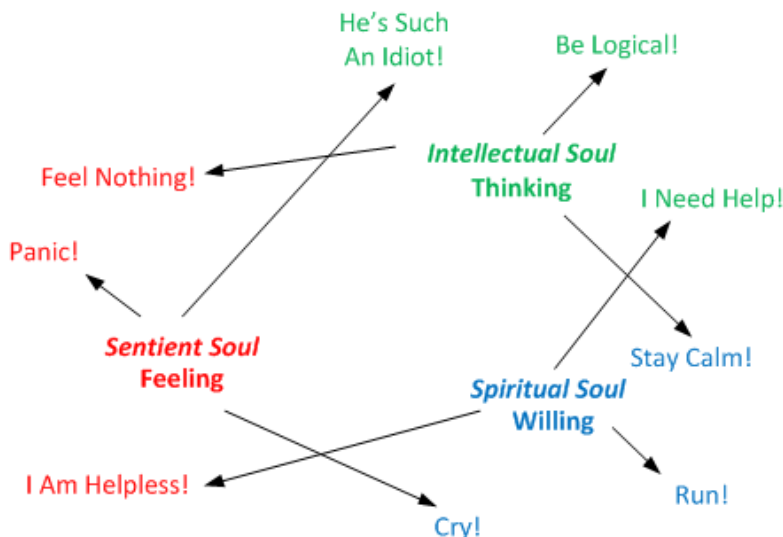 He's Such
An Idiot!
Be Logical!
Intellectual Soul
Thinking
Feel Nothing!
I Need Help!
Panic!
Sentient Soul
Feeling
Stay Calm!
Spiritual Soul
Willing
I Am Helpless!
Run!
Cry!